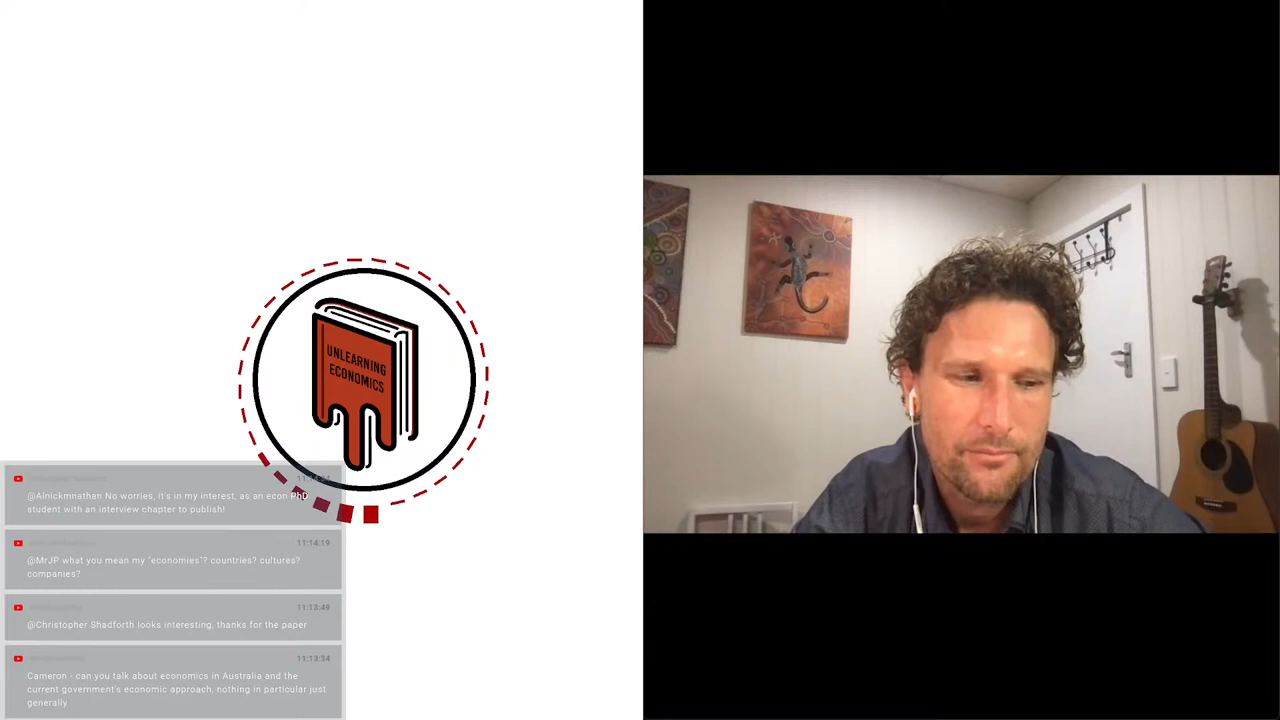 UNLEARNING
ECONOMICS
@Alnickmnathan No worries, it's in my interest, as an econ PhD
student with an interview chapter to publish!
11:14:19
@MrJP what you mean my "economies"? countries? cultures?
companies?
11:13:49
@Christopher Shadforth looks interesting, thanks for the paper
11:13:34
Cameron - can you talk about economics in Australia and the
current government's economic approach, nothing in particular just
generally